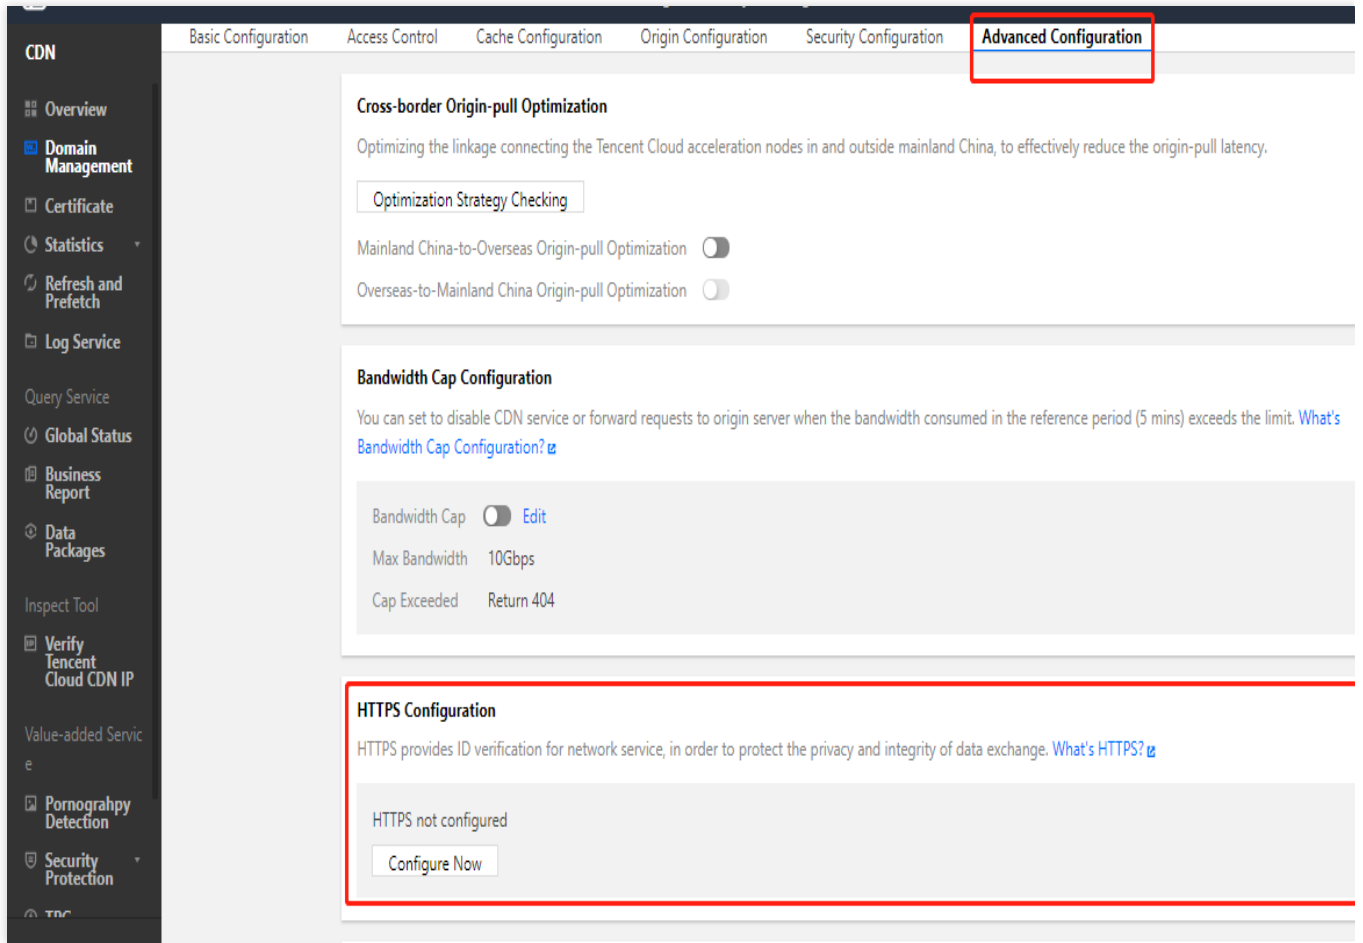 Basic Configuration
Access Control
Cache Configuration
Origin Configuration
Security Configuration
Advanced Configuration
CDN
Overview
Domain
Management
Certificate
Statistics
Refresh and
Prefetch
Log Service
Query Service
Global Status
Business
Report
Data
Packages
Inspect Tool
Verify
Tencent
Cloud CDN IP
Value-added Servic
e
Pornograhpy
Detection
Security
Protection
Cross-border Origin-pull Optimization
Optimizing the linkage connecting the Tencent Cloud acceleration nodes in and outside mainland China, to effectively reduce the origin-pull latency.
Optimization Strategy Checking
Mainland China-to-Overseas Origin-pull Optimization
Overseas-to-Mainland China Origin-pull Optimization
Bandwidth Cap Configuration
You can set to disable CDN service or forward requests to origin server when the bandwidth consumed in the reference period (5 mins) exceeds the limit. What's
Bandwidth Cap Configuration?
Bandwidth Cap Edit
Max Bandwidth 10Gbps
Cap Exceeded Return 404
HTTPS Configuration
HTTPS provides ID verification for network service, in order to protect the privacy and integrity of data exchange. What's HTTPS?
HTTPS not configured
Configure Now